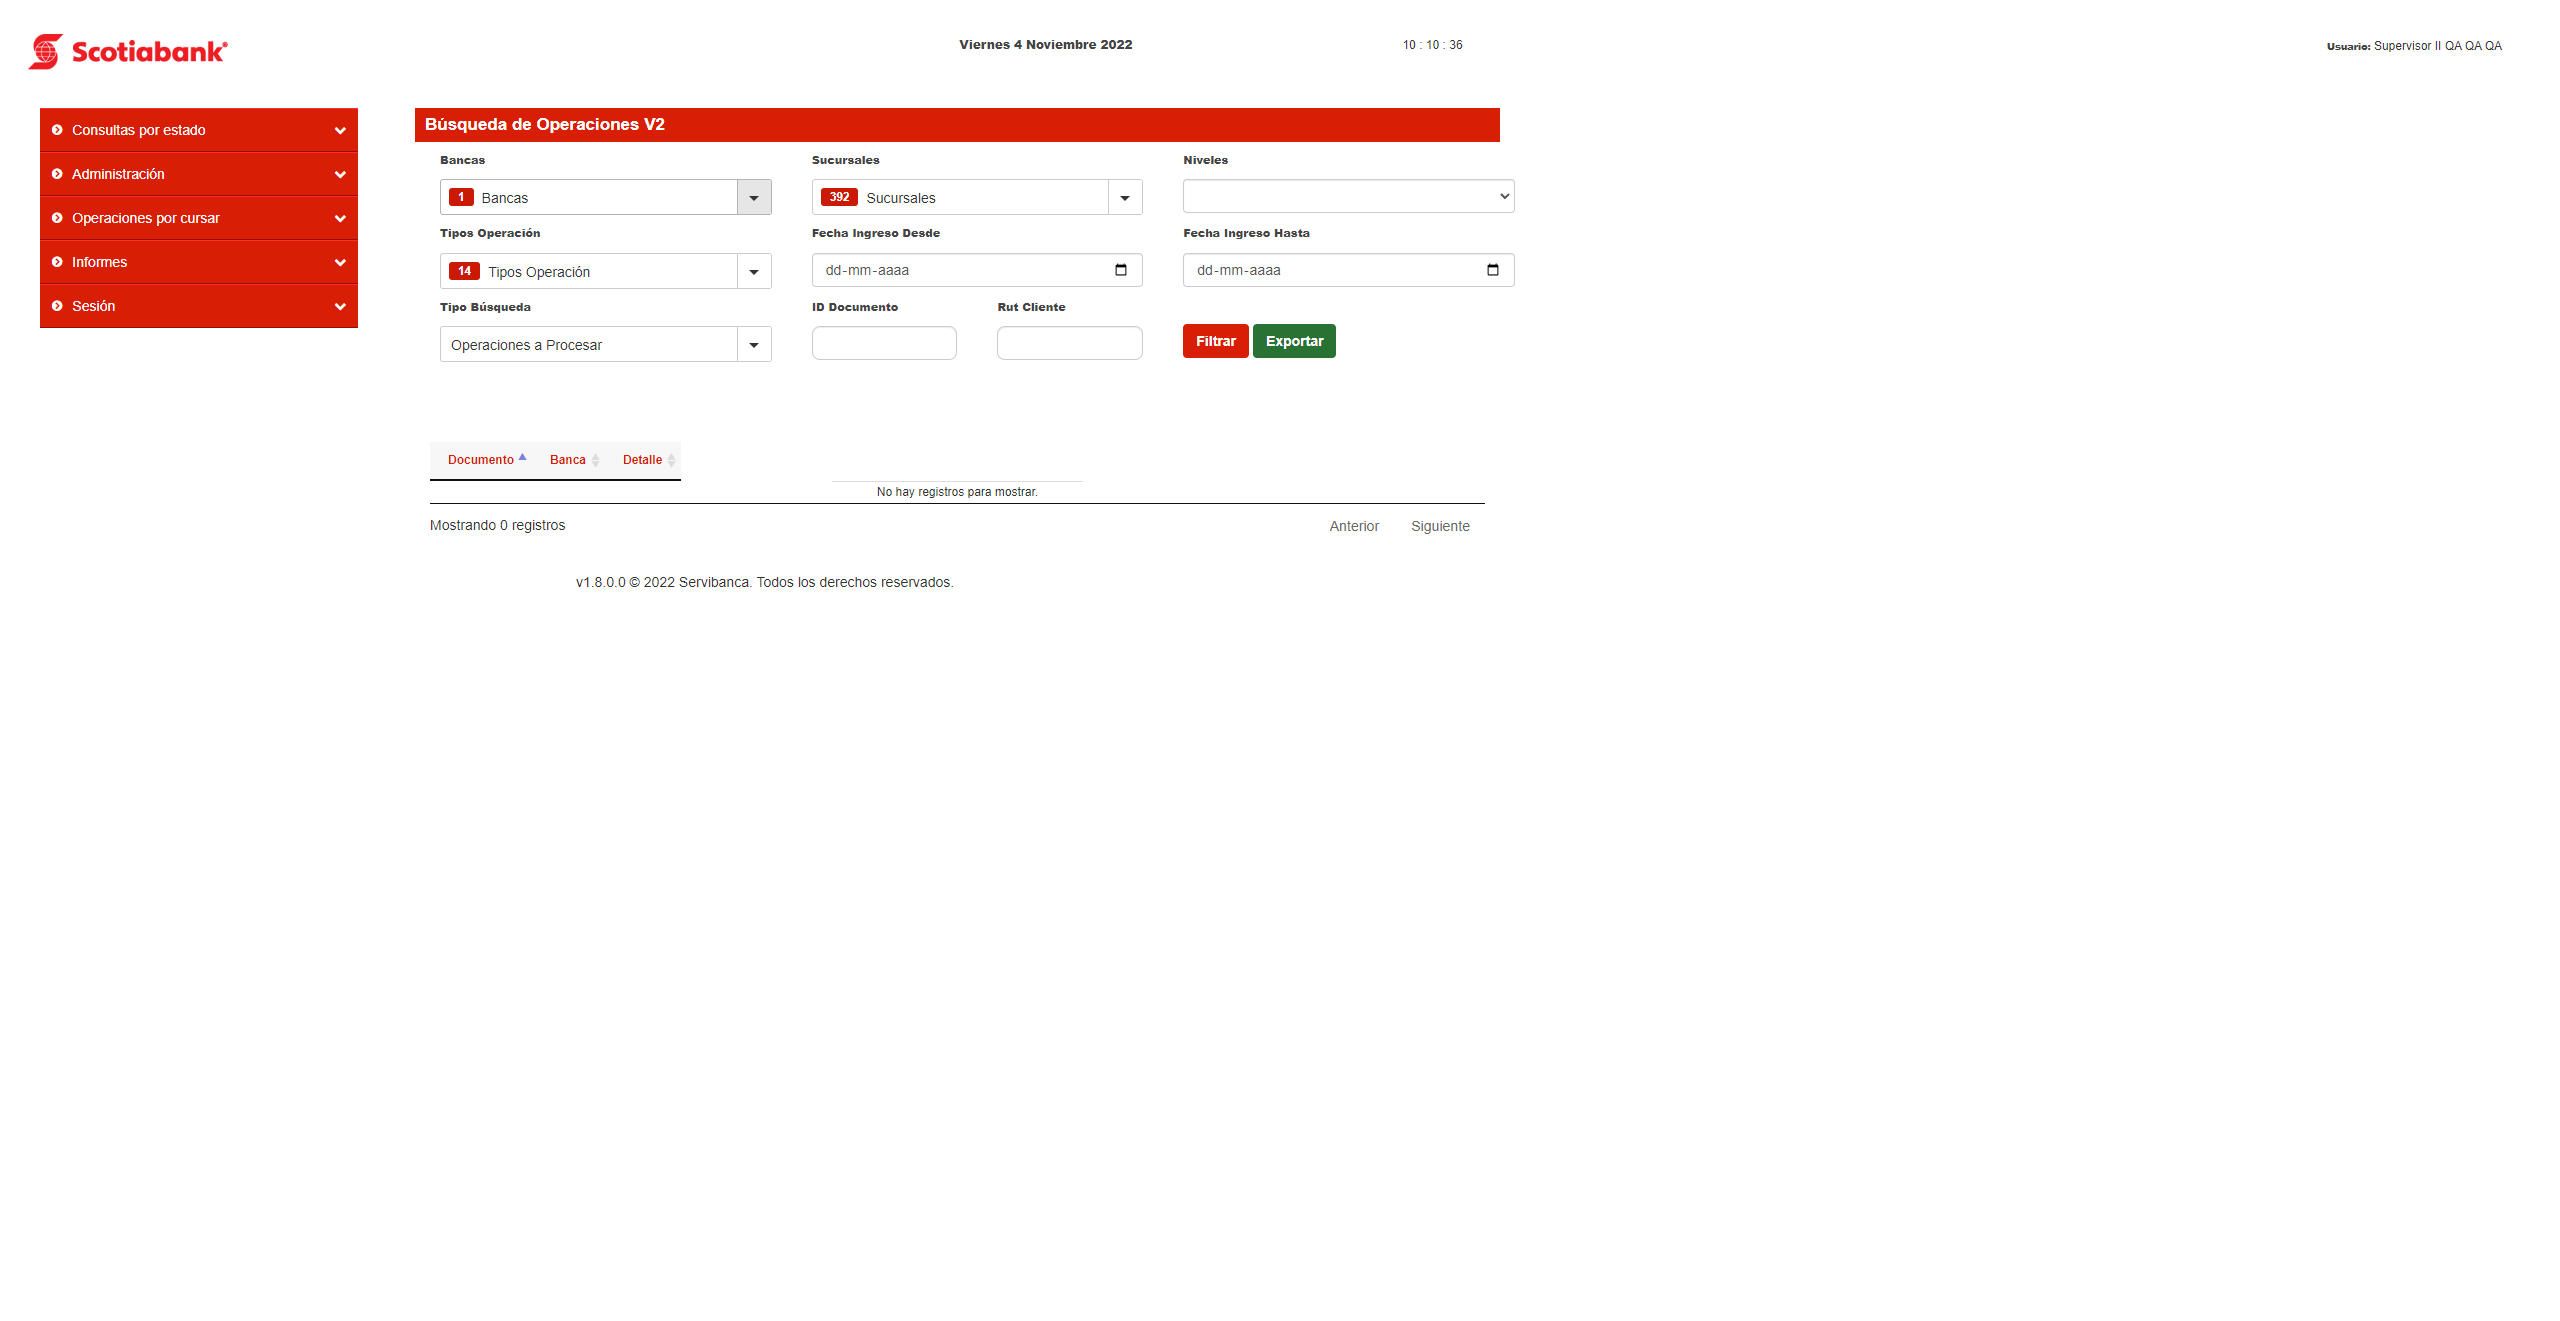 Scotiabank®
Viernes 4 Noviembre 2022
10 : 10 : 36
Usuario: Supervisor II QA QA QA
Consultas por estado
Administración
Operaciones por cursar
Informes
Sesión
Búsqueda de Operaciones V2
Bancas
Sucursales
Niveles
1 Bancas
392 Sucursales
Tipos Operación
Fecha Ingreso Desde
Fecha Ingreso Hasta
14 Tipos Operación
dd-mm-aaaa
dd-mm-aaaa
Tipo Búsqueda
ID Documento
Rut Cliente
Operaciones a Procesar
Filtrar
Exportar
Documento
Banca
Detalle
No hay registros para mostrar.
Mostrando 0 registros
Anterior
Siguiente
v1.8.0.0 © 2022 Servibanca. Todos los derechos reservados.